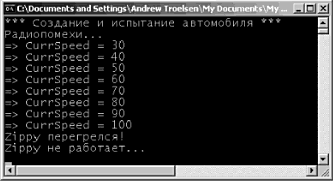 C:\Documents and Settings\Andrew Troelsen\My Documents\My ...
*** Создание и испытание автомобиля ***
Радиопомехи...
=> CurrSpeed = 30
=> CurrSpeed = 40
=> CurrSpeed = 50
=> CurrSpeed = 60
=> CurrSpeed = 70
=> CurrSpeed = 80
=> CurrSpeed = 90
=> CurrSpeed = 100
Zippy перегрелся!
Zippy не работает...